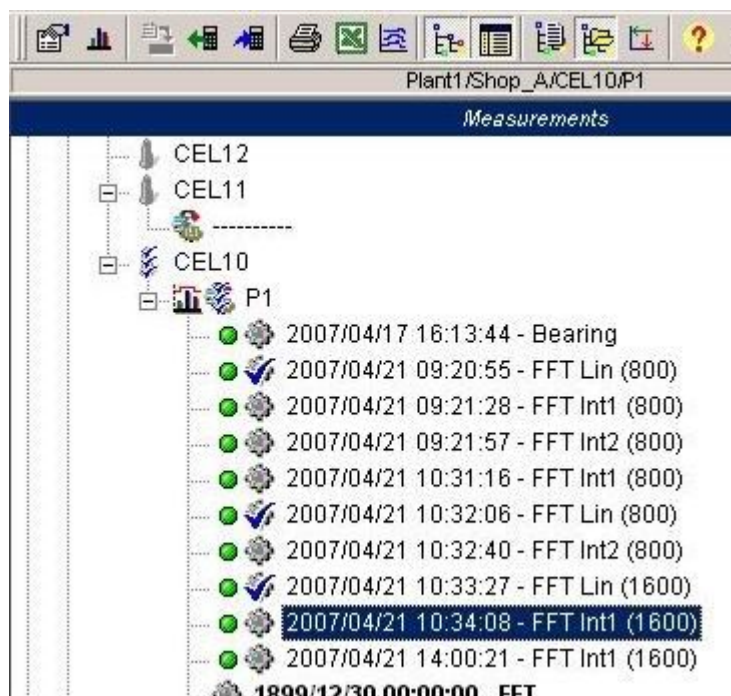 Plant1/Shop_A/CEL10/P1
Measurements
CEL12
CEL11
----------
CEL10
P1
2007/04/17 16:13:44 - Bearing
2007/04/21 09:20:55 - FFT Lin (800)
2007/04/21 09:21:28 - FFT Int1 (800)
2007/04/21 09:21:57 - FFT Int2 (800)
2007/04/21 10:31:16 - FFT Int1 (800)
2007/04/21 10:32:06 - FFT Lin (800)
2007/04/21 10:32:40 - FFT Int2 (800)
2007/04/21 10:33:27 - FFT Lin (1600)
2007/04/21 10:34:08 - FFT Int1 (1600)
2007/04/21 14:00:21 - FFT Int1 (1600)
1899/12/30 00:00:00 - FFT